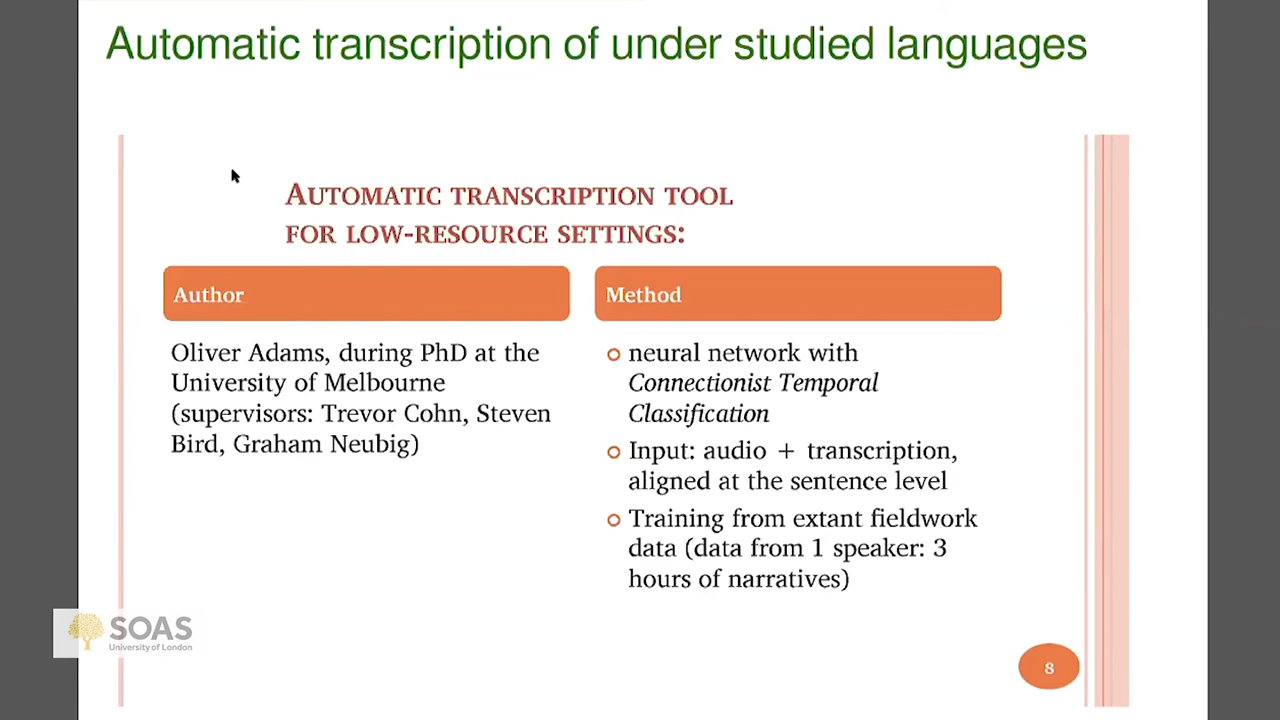 Automatic transcription of under studied languages
AUTOMATIC TRANSCRIPTION TOOL
FOR LOW-RESOURCE SETTINGS:
Author
Oliver Adams, during PhD at the
University of Melbourne
(supervisors: Trevor Cohn, Steven
Bird, Graham Neubig)
Method
neural network with
Connectionist Temporal
Classification
Input: audio + transcription,
aligned at the sentence level
Training from extant fieldwork
data (data from 1 speaker: 3
hours of narratives)
SOAS
University of London
8